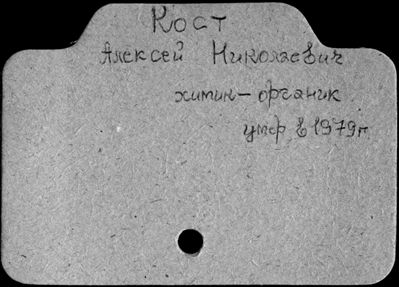 Кост
Алексей Николаевич
химик-органик
умер в 1979г.